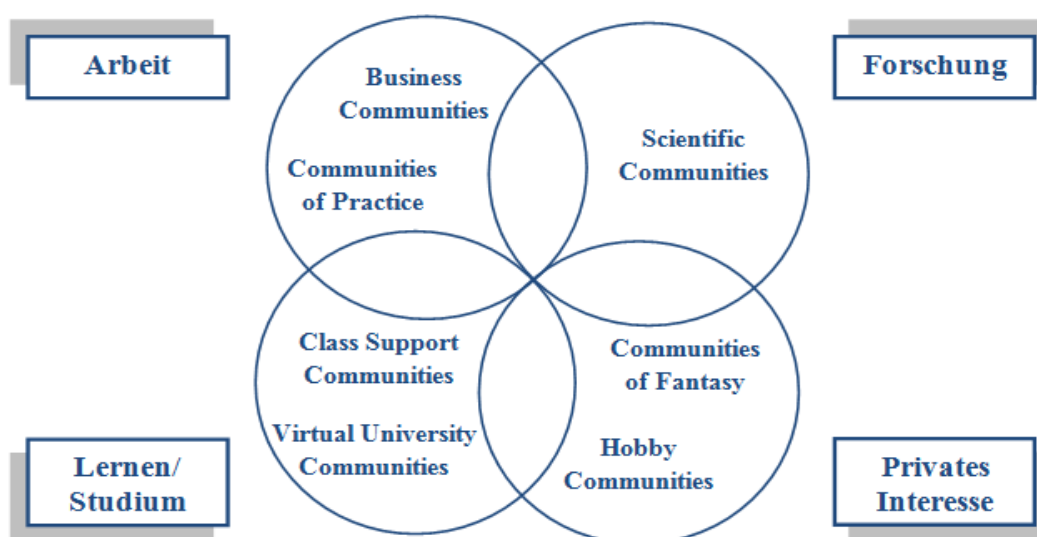 Arbeit
Business
Communities
Communities
of Practice
Forschung
Scientific
Communities
Class Support
Communities
Virtual University
Communities
Lernen/
Studium
Communities
of Fantasy
Hobby
Communities
Privates
Interesse